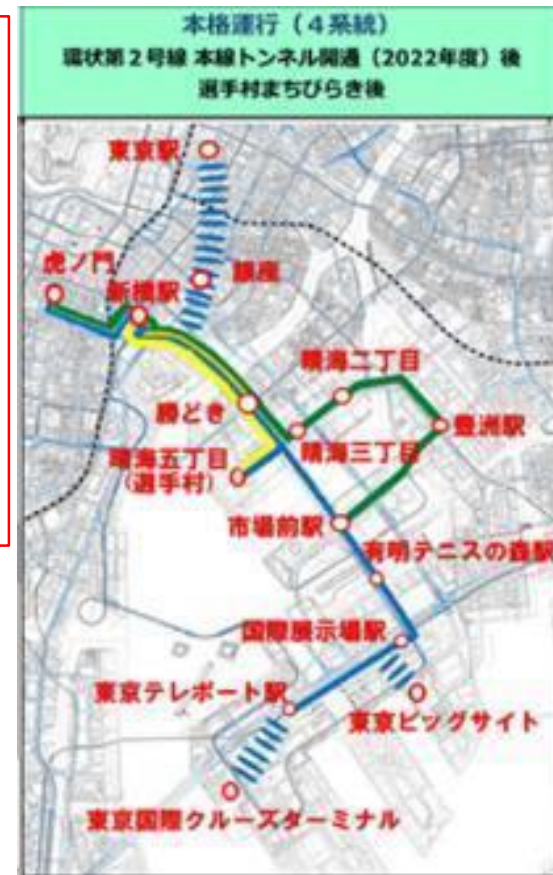 本格運行（４系統）
環状第２号線 本線トンネル開通（2022年度）後
選手村まちびらき後
東京駅
虎ノ門
新橋駅
銀座
晴海二丁目
勝どき
豊洲駅
晴海三丁目
晴海五丁目
(選手村)
市場前駅
有明テニスの森駅
国際展示場駅
東京テレポート駅
東京ビッグサイト
東京国際クルーズターミナル